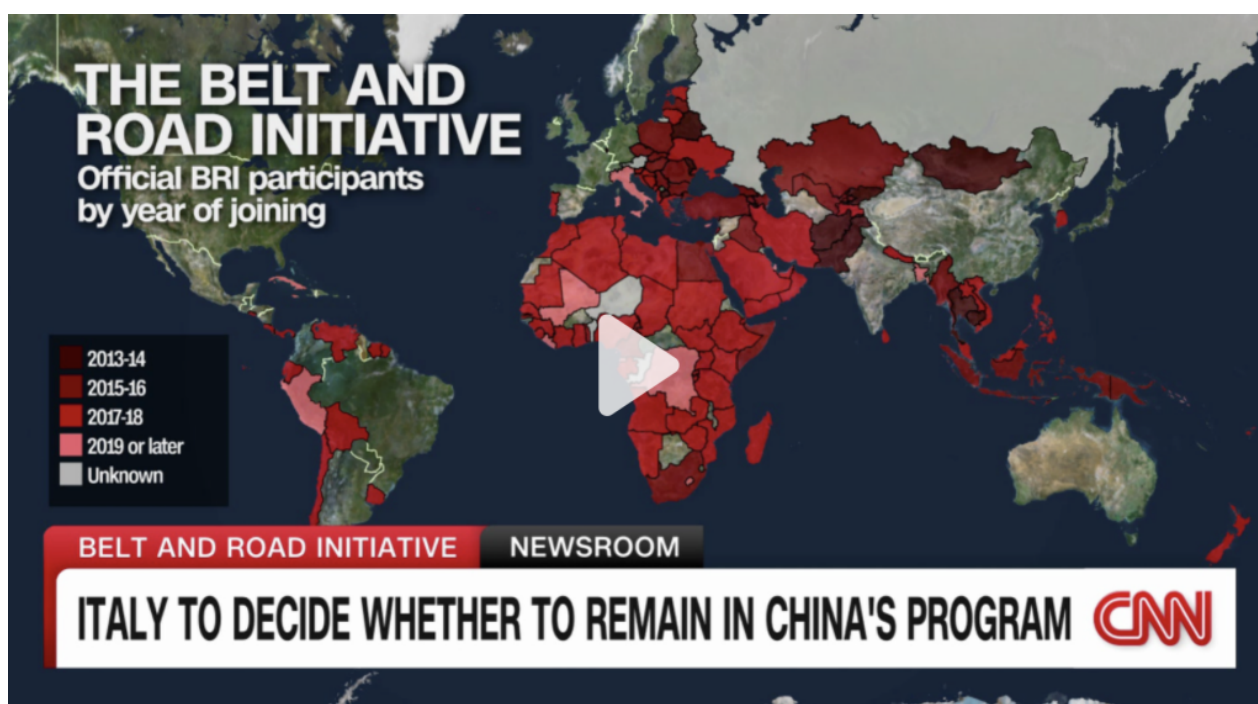 THE BELT AND
ROAD INITIATIVE
Official BRI participants
by year of joining
2013-14
2015-16
2017-18
2019 or later
Unknown
BELT AND ROAD INITIATIVE
NEWSROOM
ITALY TO DECIDE WHETHER TO REMAIN IN CHINA'S PROGRAM
CNN